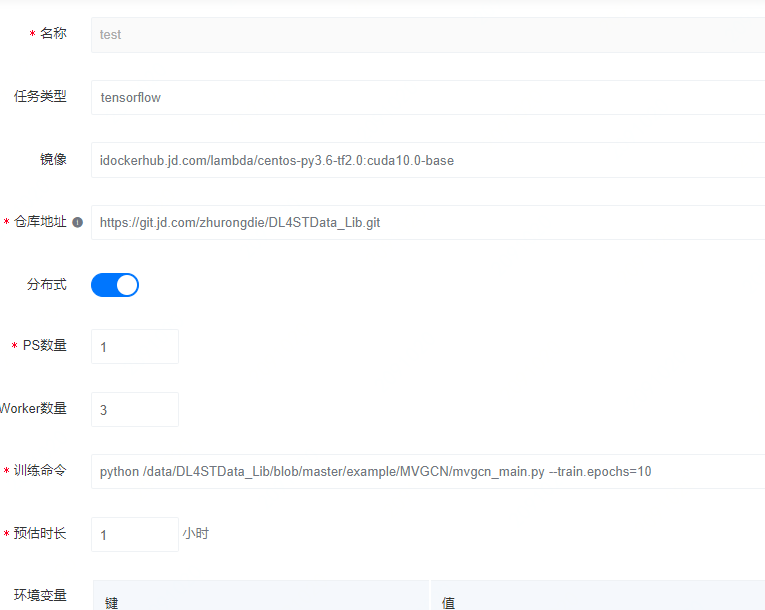 * 名称 test
任务类型 tensorflow
镜像 idockerhub.jd.com/lambda/centos-py3.6-tf2.0:cuda10.0-base
* 仓库地址 https://git.jd.com/zhurongdie/DL4STData_Lib.git
分布式
* PS数量 1
Worker数量 3
* 训练命令 python /data/DL4STData_Lib/blob/master/example/MVGCN/mvgcn_main.py --train.epochs=10
* 预估时长 1 小时
环境变量 键 值